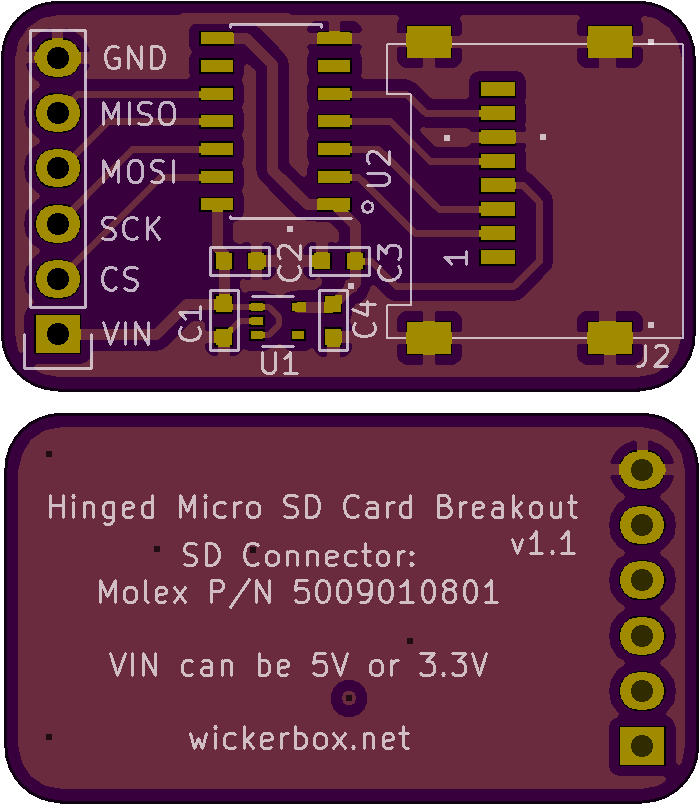 GND
MISO
MOSI
SCK
CS
VIN
U2
C2
C3
C1
C4
U1
1
J2
Hinged Micro SD Card Breakout
v1.1
SD Connector:
Molex P/N 5009010801
VIN can be 5V or 3.3V
wickerbox.net